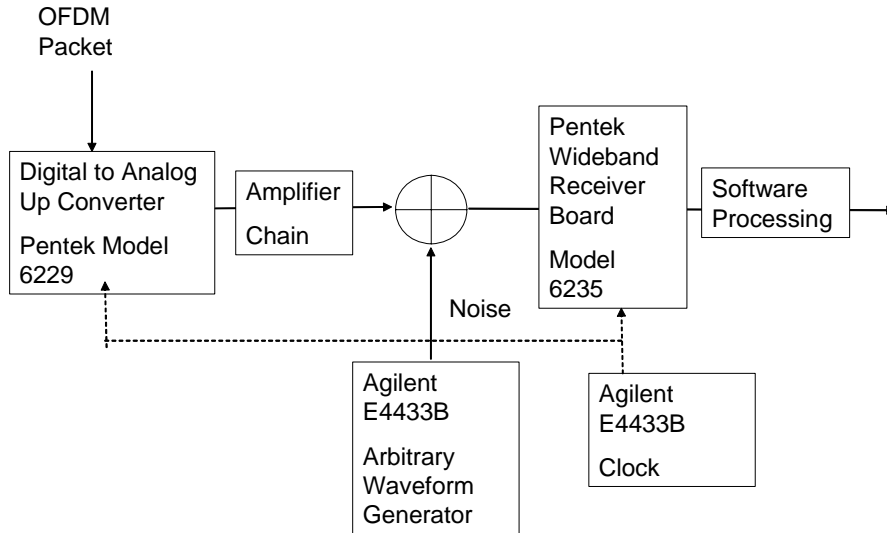 OFDM
Packet
Digital to Analog
Up Converter
Pentek Model
6229
Amplifier
Chain
Pentek
Wideband
Receiver
Board
Model
6235
Software
Processing
Noise
Agilent
E4433B
Arbitrary
Waveform
Generator
Agilent
E4433B
Clock